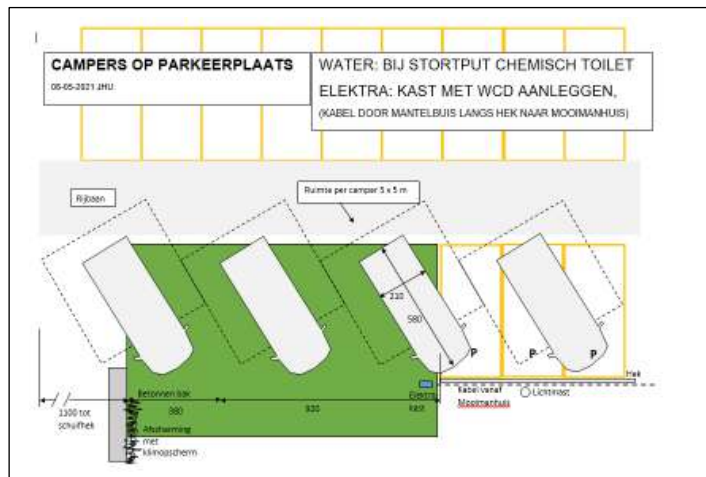 CAMPERS OP PARKEERPLAATS
06-05-2021 JHU
WATER: BIJ STORTPUT CHEMISCH TOILET
ELEKTRA: KAST MET WCD AANLEGGEN,
(KABEL DOOR MANTELBUIS LANGS HEK NAAR MOOIMANHUIS)
Rijbaan
Ruimte per camper 5 x 5 m
210
580
P
P
P
Hek
Betonnen bak
Elektra
kast
Kabel vanaf
Mooimanhuis
Lichtmast
1100 tot
schuifhek
380
920
Afscherming
met
klimopscherm